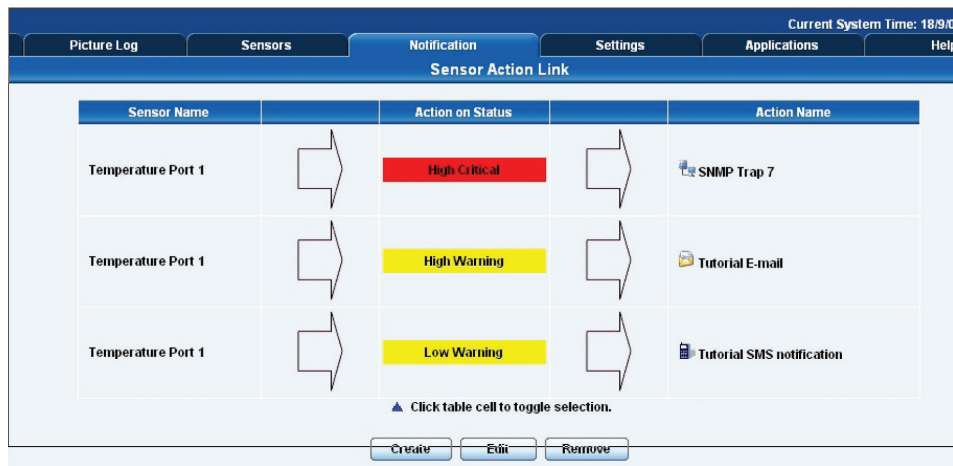 Current System Time: 18/9/0
Picture Log Sensors Notification Settings Applications Help
Sensor Action Link
Sensor Name Action on Status Action Name
Temperature Port 1 High Critical SNMP Trap 7
Temperature Port 1 High Warning Tutorial E-mail
Temperature Port 1 Low Warning Tutorial SMS notification
Click table cell to toggle selection.
Create Edit Remove